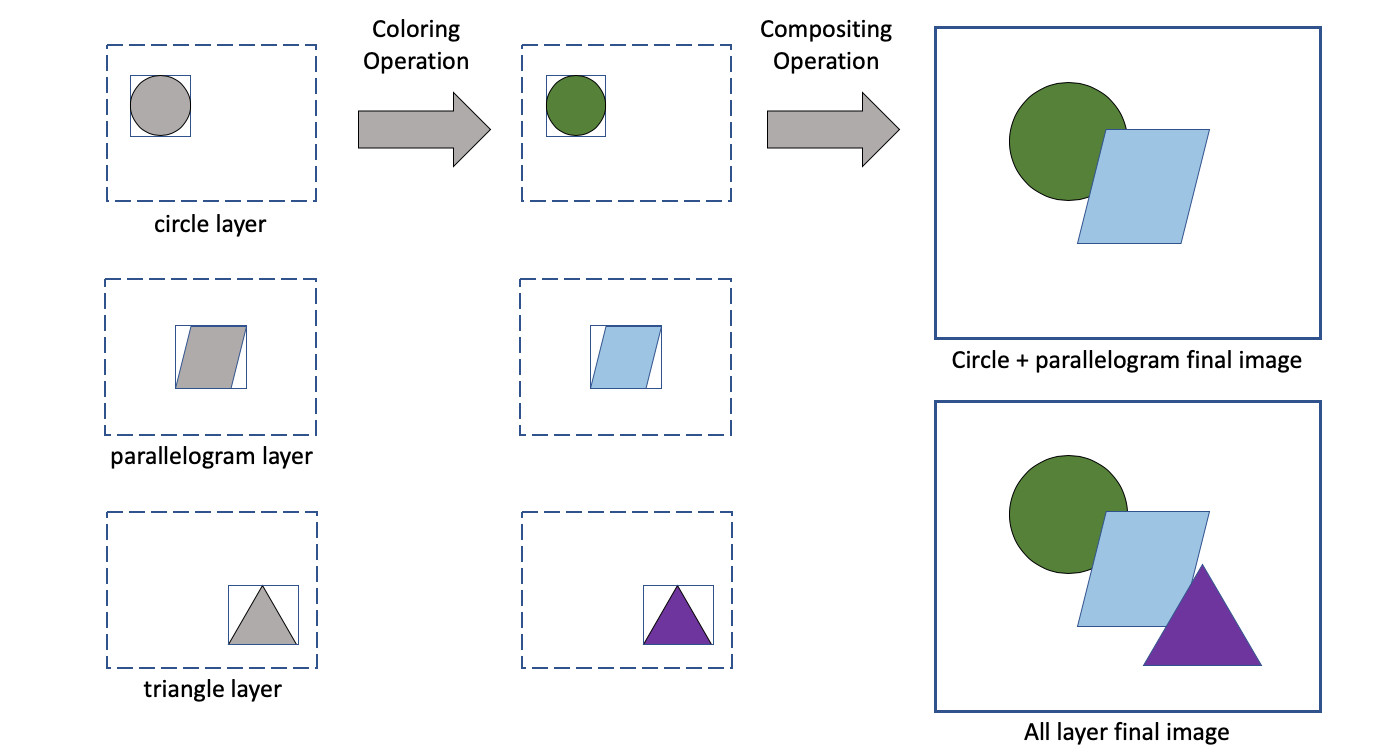 Coloring
Operation
Compositing
Operation
circle layer
Circle + parallelogram final image
parallelogram layer
triangle layer
All layer final image